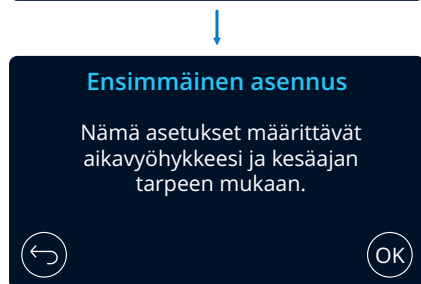 Ensimmäinen asennus
Nämä asetukset määrittävät
aikavyöhykkeesi ja kesäajan
tarpeen mukaan.
OK